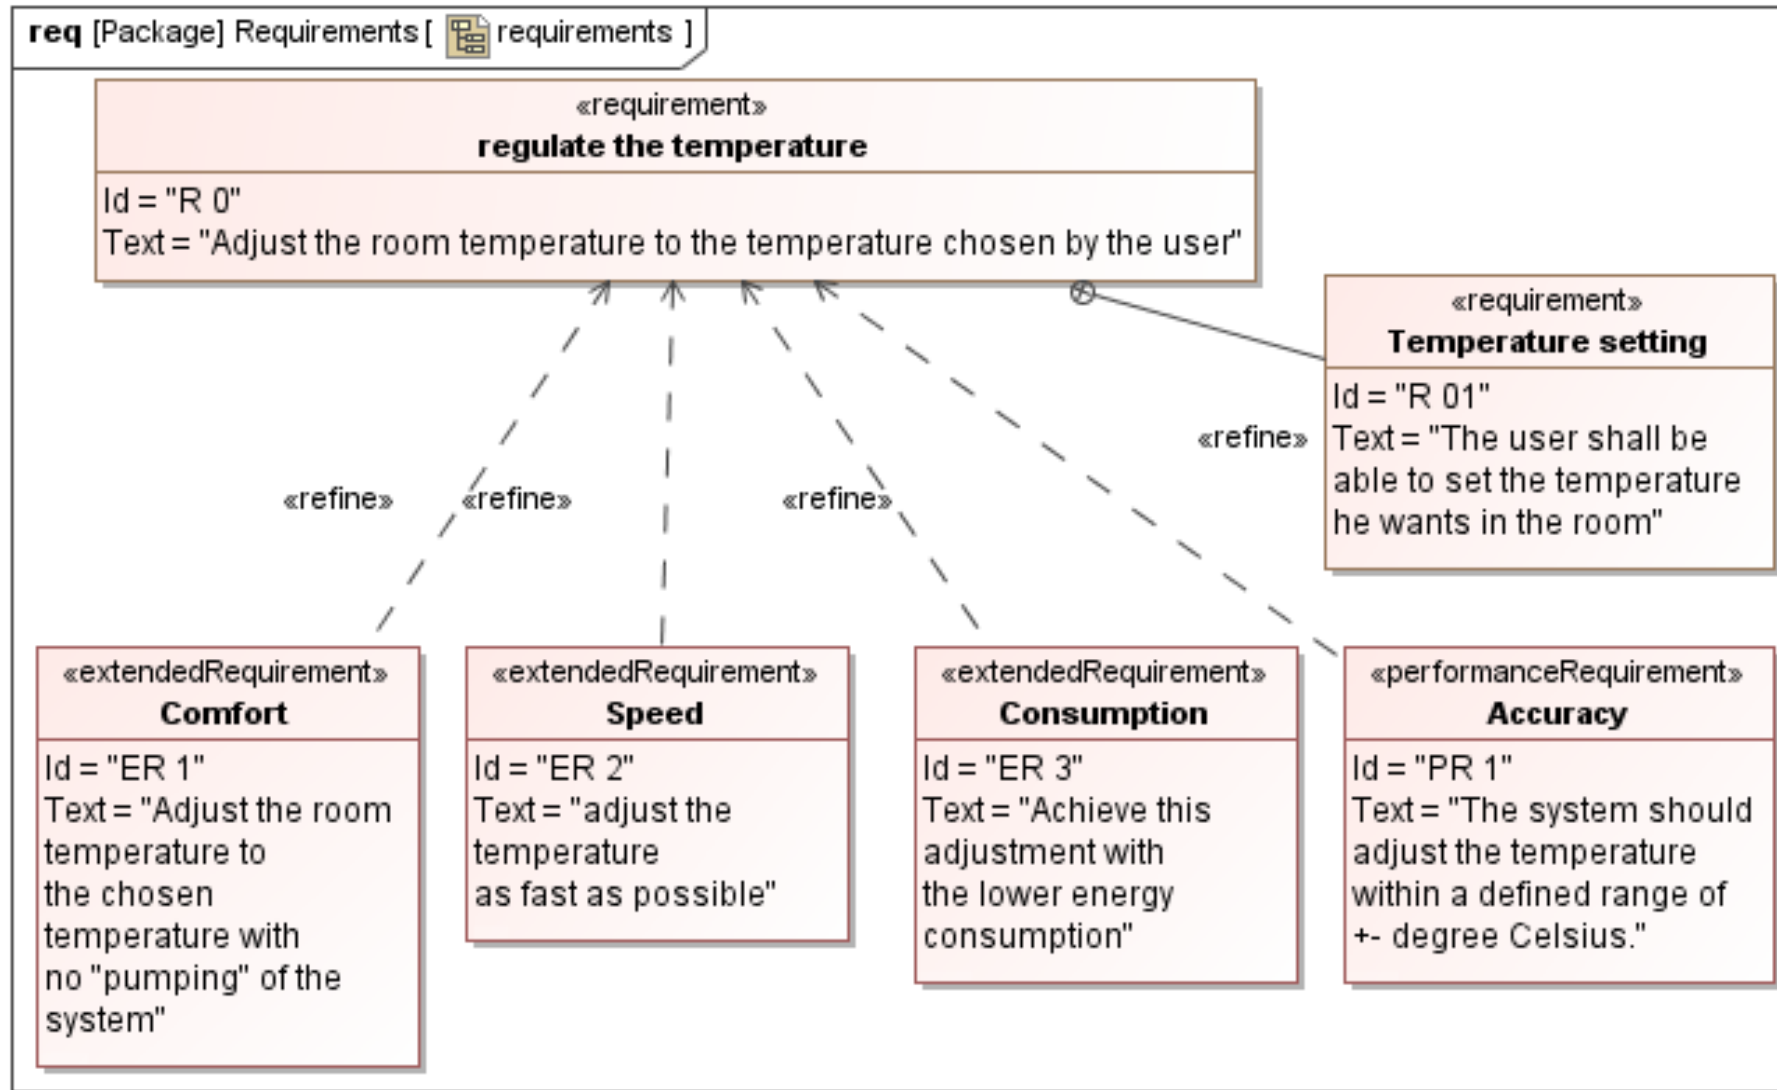 req [Package] Requirements [ requirements ]
«requirement»
regulate the temperature
Id = "R 0"
Text = "Adjust the room temperature to the temperature chosen by the user"
«requirement»
Temperature setting
Id = "R 01"
Text = "The user shall be
able to set the temperature
he wants in the room"
«refine»
«refine»
«refine»
«refine»
«extendedRequirement»
Comfort
Id = "ER 1"
Text = "Adjust the room
temperature to
the chosen
temperature with
no "pumping" of the
system"
«extendedRequirement»
Speed
Id = "ER 2"
Text = "adjust the
temperature
as fast as possible"
«extendedRequirement»
Consumption
Id = "ER 3"
Text = "Achieve this
adjustment with
the lower energy
consumption"
«performanceRequirement»
Accuracy
Id = "PR 1"
Text = "The system should
adjust the temperature
within a defined range of
+- degree Celsius."